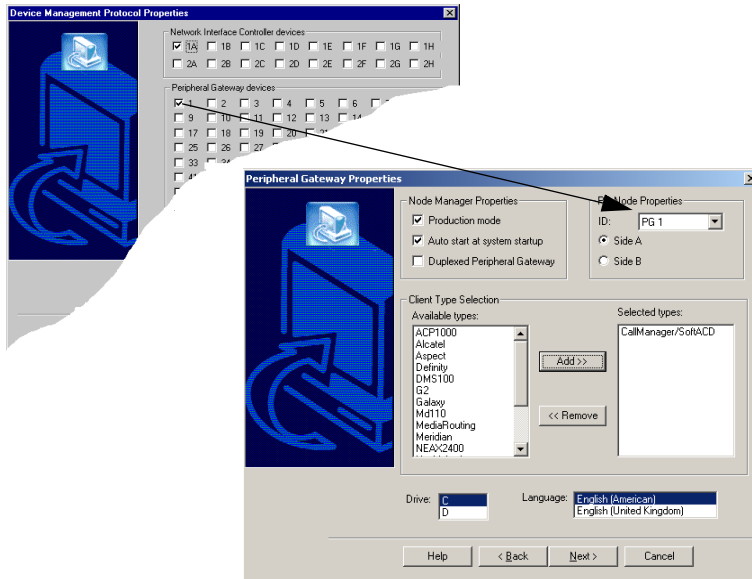 Device Management Protocol Properties
Network Interface Controller devices
1A 1B 1C 1D 1E 1F 1G 1H
2A 2B 2C 2D 2E 2F 2G 2H
Peripheral Gateway devices
1 2 3 4 5 6
9 10 11 12 13 14
17 18 19 20
25 26 27
33
Peripheral Gateway Properties
Node Manager Properties
Production mode
Auto start at system startup
Duplexed Peripheral Gateway
Node Properties
ID: PG 1
Side A
Side B
Client Type Selection
Available types:
ACP1000
Alcatel
Aspect
Definity
DMS100
G2
Galaxy
Md110
MediaRouting
Meridian
NEAX2400
Add >>
<< Remove
Selected types:
CallManager/SoftACD
Drive: C
D
Language: English (American)
English (United Kingdom)
Help < Back Next > Cancel